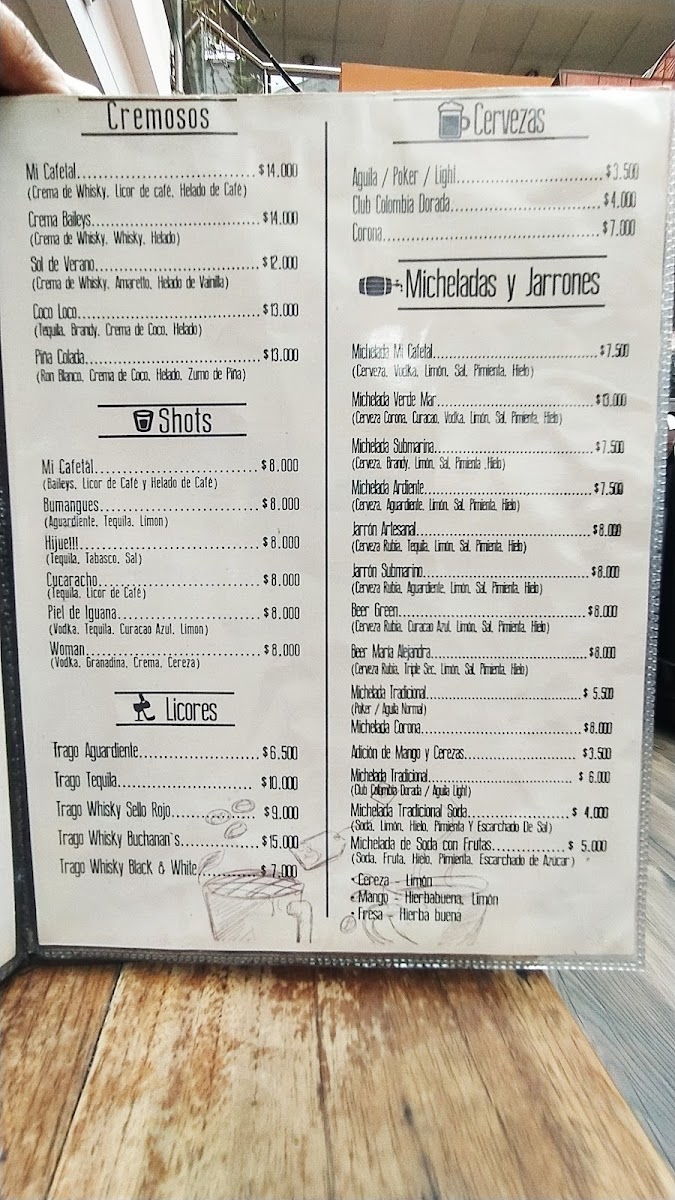 Cremosos
Mi Cafetal..............................$14.000
(Crema de Whisky, Licor de café, Helado de Café)
Crema Baileys..............................$14.000
(Crema de Whisky, Whisky, Helado)
Sol de Verano..............................$12.000
(Crema de Whisky, Amaretto, Helado de Vainilla)
Coco Loco..............................$13.000
(Tequila, Brandy, Crema de Coco, Helado)
Piña Colada..............................$13.000
(Ron Blanco, Crema de Coco, Helado, Zumo de Piña)
Shots
Mi Cafetal..............................$8.000
(Baileys, Licor de Café y Helado de Café)
Bumangues..............................$8.000
(Aguardiente, Tequila, Limon)
Hijue!!!..............................$8.000
(Tequila, Tabasco, Sal)
Cucaracho..............................$8.000
(Tequila, Licor de Café)
Piel de Iguana..............................$8.000
(Vodka, Tequila, Curacao Azul, Limon)
Woman..............................$8.000
(Vodka, Granadina, Crema, Cereza)
Licores
Trago Aguardiente..............................$6.500
Trago Tequila..............................$10.000
Trago Whisky Sello Rojo..............................$9.000
Trago Whisky Buchanan`s..............................$15.000
Trago Whisky Black & White..............................$7.000
Cervezas
Aguila / Poker / Light..............................$3.500
Club Colombia Dorada..............................$4.000
Corona..............................$7.000
Micheladas y Jarrones
Michelada Mi Cafetal..............................$7.500
(Cerveza, Vodka, Limón, Sal, Pimienta, Hielo)
Michelada Verde Mar..............................$13.000
(Cerveza Corona, Curacao, Vodka, Limón, Sal, Pimienta, Hielo)
Michelada Submarina..............................$7.500
(Cerveza, Brandy, Limón, Sal, Pimienta ,Hielo)
Michelada Ardiente..............................$7.500
(Cerveza, Aguardiente, Limón, Sal, Pimienta, Hielo)
Jarrón Artesanal..............................$8.000
(Cerveza Rubia, Tequila, Limón, Sal, Pimienta, Hielo)
Jarrón Submarino..............................$8.000
(Cerveza Rubia, Aguardiente, Limón, Sal, Pimienta, Hielo)
Beer Green..............................$8.000
(Cerveza Rubia, Curacao Azul, Limón, Sal, Pimienta, Hielo)
Beer Maria Alejandra..............................$8.000
(Cerveza Rubia, Triple Sec, Limón, Sal, Pimienta, Hielo)
Michelada Tradicional..............................$ 5.500
(Poker / Aguila Normal)
Michelada Corona..............................$8.000
Adición de Mango y Cerezas..............................$3.500
Michelada Tradicional..............................$ 6.000
(Club Colombia Dorada / Aguila Light)
Michelada Tradicional Soda..............................$ 4.000
(Soda, Limón, Hielo, Pimienta Y Escarchado De Sal)
Michelada de Soda con Frutas..............................$ 5.000
(Soda, Fruta, Hielo, Pimienta, Escarchado de Azúcar)
• Cereza - Limón
• Mango - Hierbabuena, Limón
• Fresa - Hierba buena